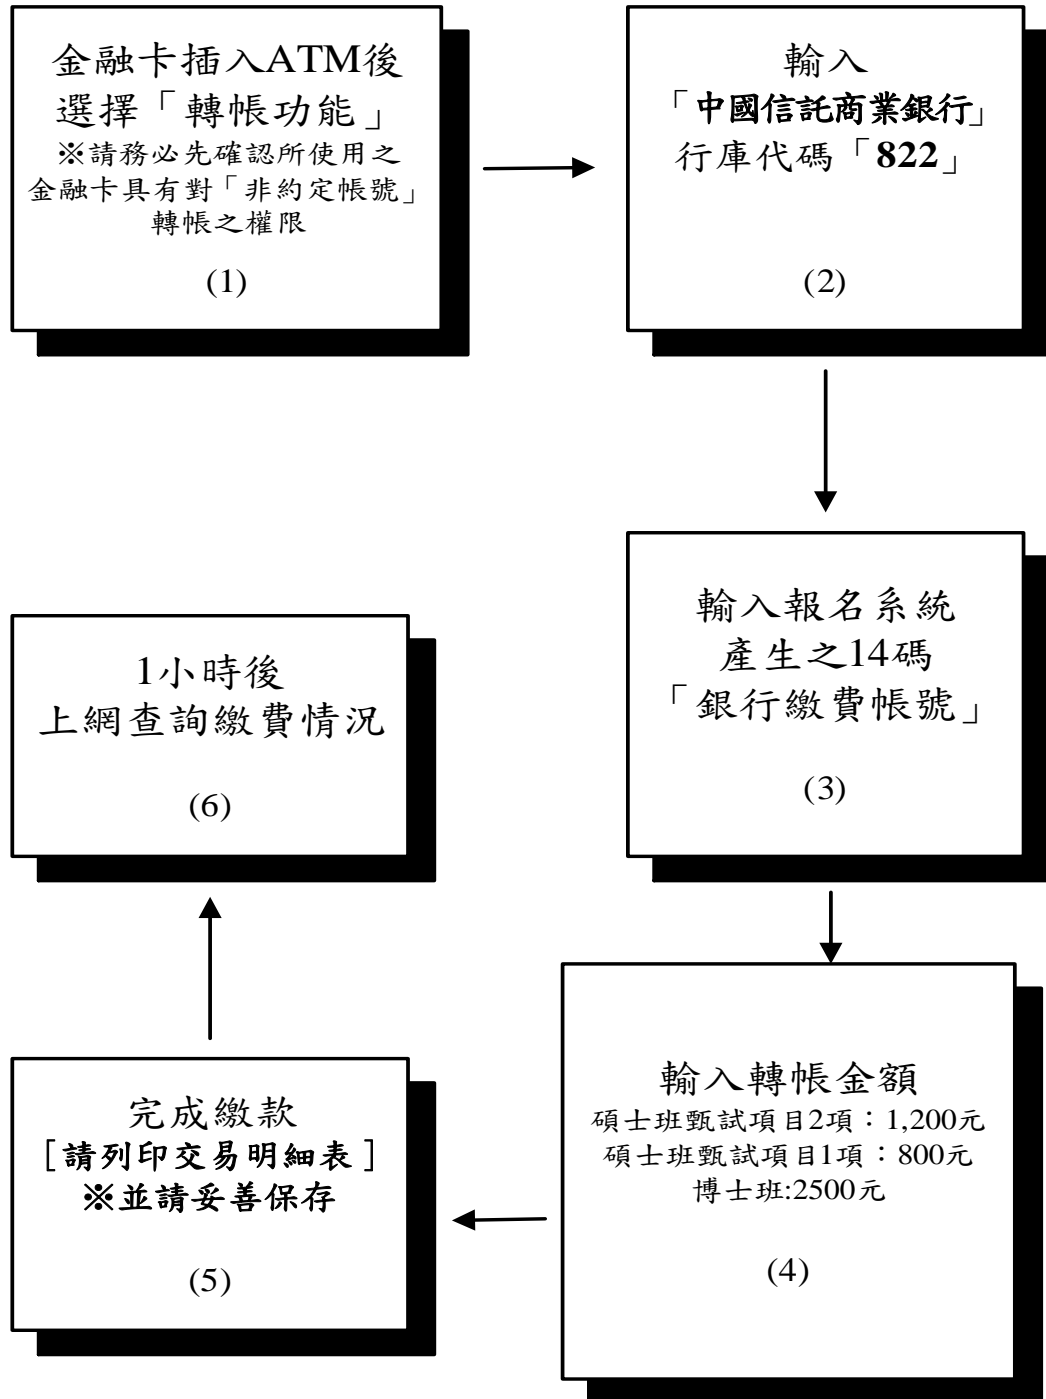 金融卡插入ATM後
選擇「轉帳功能」
※請務必先確認所使用之
金融卡具有對「非約定帳號」
轉帳之權限
(1)
輸入
「中國信託商業銀行」
行庫代碼「822」
(2)
輸入報名系統
產生之14碼
「銀行繳費帳號」
(3)
輸入轉帳金額
碩士班甄試項目2項：1,200元
碩士班甄試項目1項：800元
博士班:2500元
(4)
完成繳款
[請列印交易明細表]
※並請妥善保存
(5)
1小時後
上網查詢繳費情況
(6)